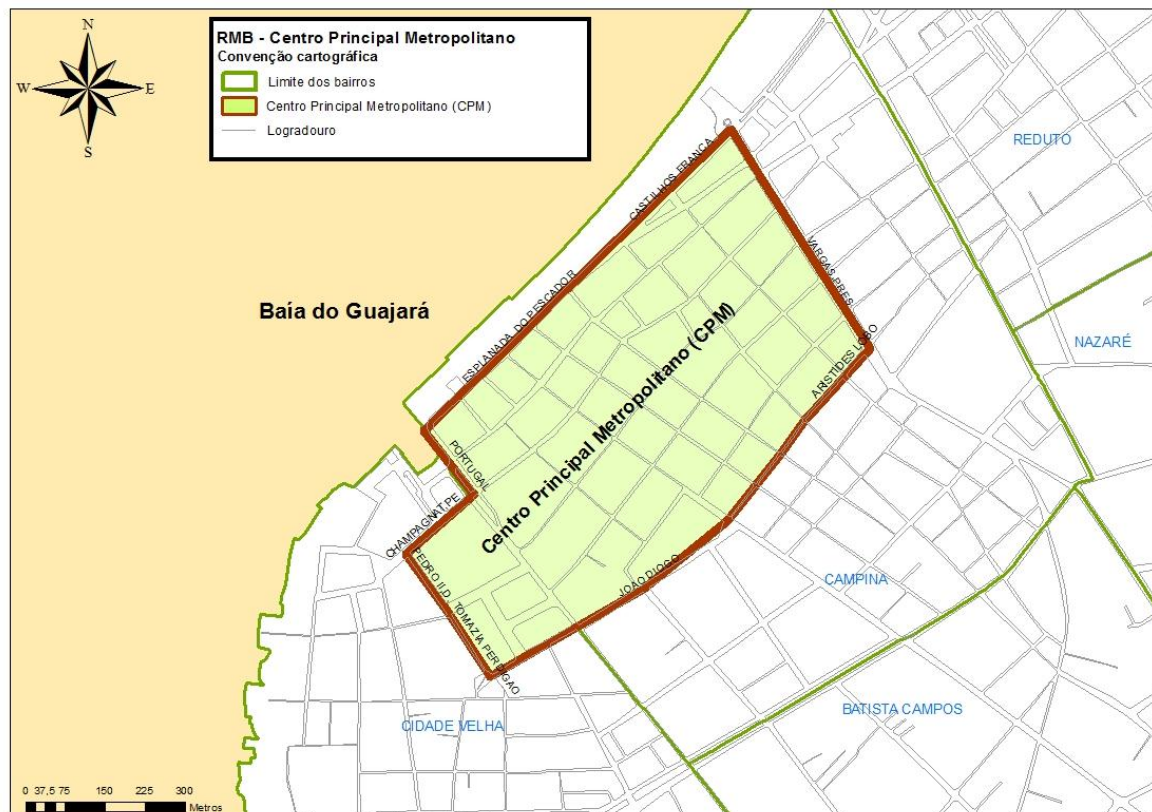 N
W
E
S
RMB - Centro Principal Metropolitano
Convenção cartográfica
Limite dos bairros
Centro Principal Metropolitano (CPM)
Logradouro
REDUTO
CASTILHOS FRANCA
VARGAS PRES
ESPLANADA DO PESCADOR
Baía do Guajará
NAZARÉ
ARISTIDES LOBO
Centro Principal Metropolitano (CPM)
PORTUGAL
CHAMPAGNAT, PE
PEDRO II, D
TOMAZIA PERDIGAO
JOAO DIOGO
CAMPINA
BATISTA CAMPOS
CIDADE VELHA
0 37,5 75 150 225 300
Metros